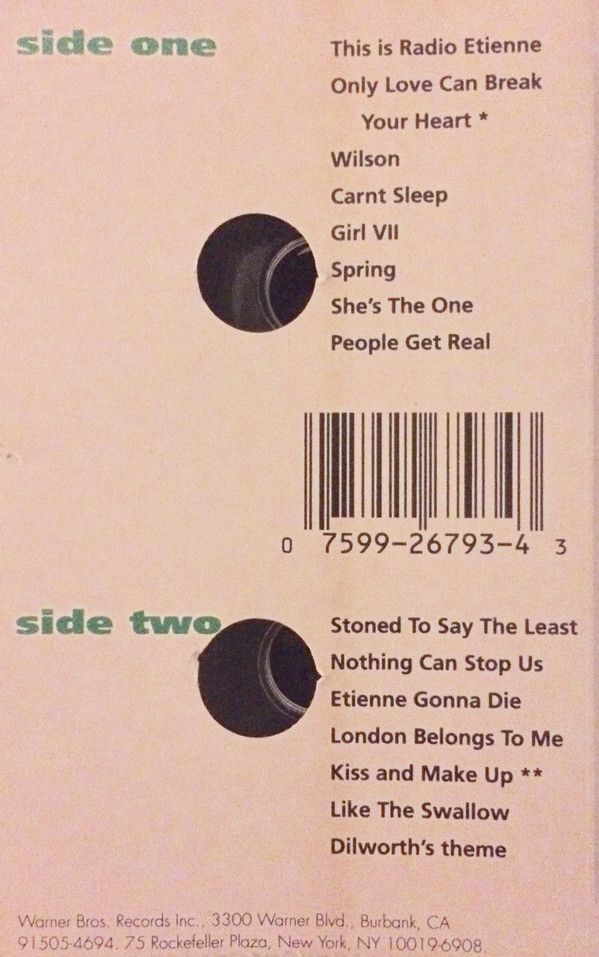 side one
This is Radio Etienne
Only Love Can Break
Your Heart *
Wilson
Carnt Sleep
Girl VII
Spring
She's The One
People Get Real
0 7599-26793-4 3
side two
Stoned To Say The Least
Nothing Can Stop Us
Etienne Gonna Die
London Belongs To Me
Kiss and Make Up **
Like The Swallow
Dilworth's theme
Warner Bros. Records Inc., 3300 Warner Blvd., Burbank, CA
91505-4694. 75 Rockefeller Plaza, New York, NY 10019-6908.